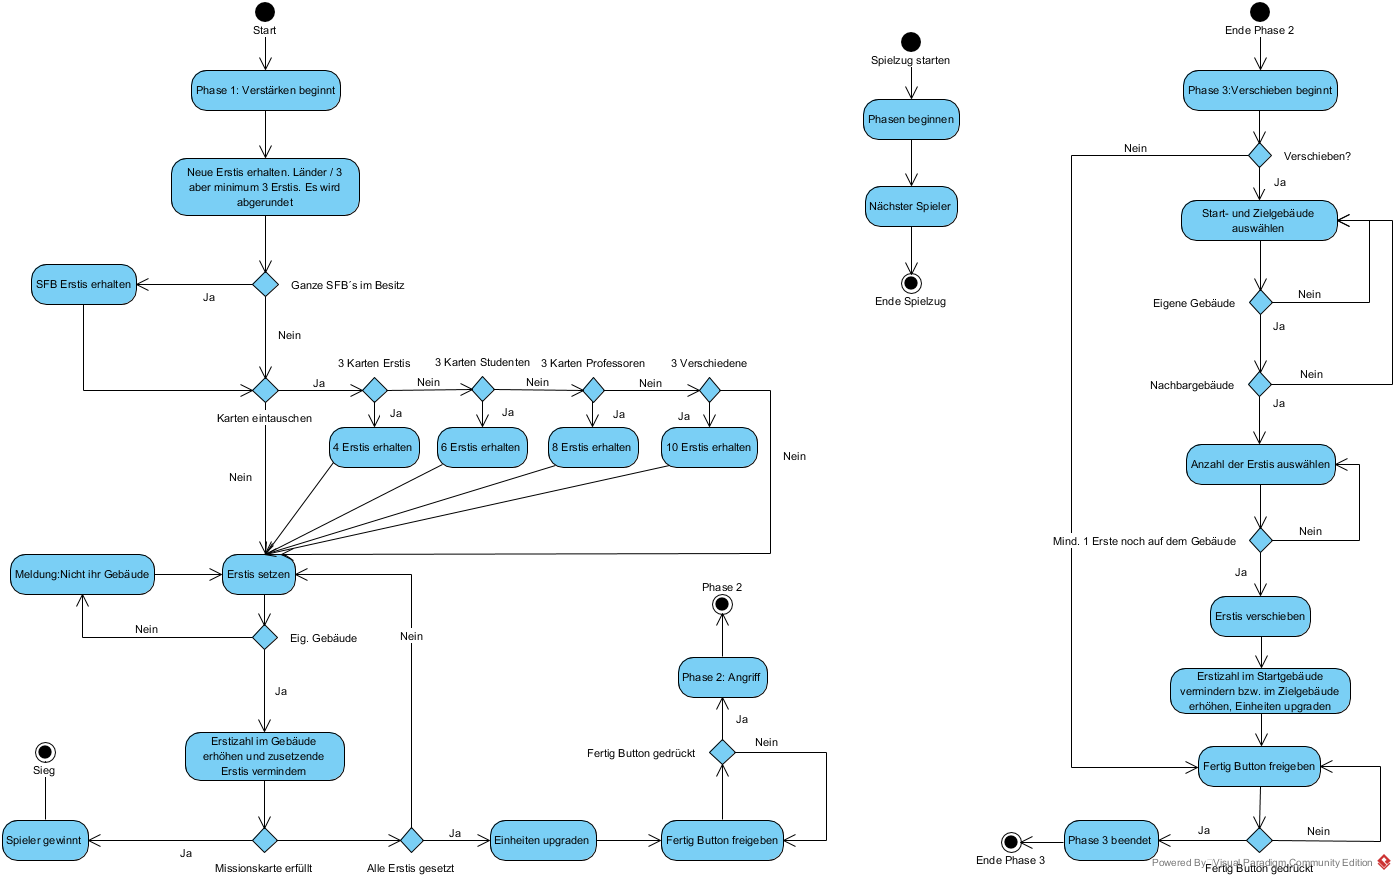 Start
Phase 1: Verstärken beginnt
Neue Erstis erhalten. Länder / 3
aber minimum 3 Erstis. Es wird
abgerundet
Ganze SFB´s im Besitz
Ja
SFB Erstis erhalten
Nein
Karten eintauschen
Ja
3 Karten Erstis
Nein
3 Karten Studenten
Nein
3 Karten Professoren
Nein
3 Verschiedene
Ja
Ja
Ja
Ja
4 Erstis erhalten
6 Erstis erhalten
8 Erstis erhalten
10 Erstis erhalten
Nein
Nein
Meldung:Nicht ihr Gebäude
Erstis setzen
Nein
Eig. Gebäude
Nein
Ja
Erstizahl im Gebäude
erhöhen und zusetzende
Erstis vermindern
Sieg
Spieler gewinnt
Ja
Missionskarte erfüllt
Alle Erstis gesetzt
Ja
Einheiten upgraden
Fertig Button freigeben
Fertig Button gedrückt
Nein
Ja
Phase 2: Angriff
Phase 2
Spielzug starten
Phasen beginnen
Nächster Spieler
Ende Spielzug
Ende Phase 2
Phase 3:Verschieben beginnt
Nein
Verschieben?
Ja
Start- und Zielgebäude
auswählen
Eigene Gebäude
Nein
Ja
Nachbargebäude
Nein
Ja
Anzahl der Erstis auswählen
Mind. 1 Erste noch auf dem Gebäude
Nein
Ja
Erstis verschieben
Erstizahl im Startgebäude
vermindern bzw. im Zielgebäude
erhöhen, Einheiten upgraden
Fertig Button freigeben
Ja
Nein
Phase 3 beendet
Ende Phase 3
Fertig Button gedrückt
Powered By Visual Paradigm Community Edition